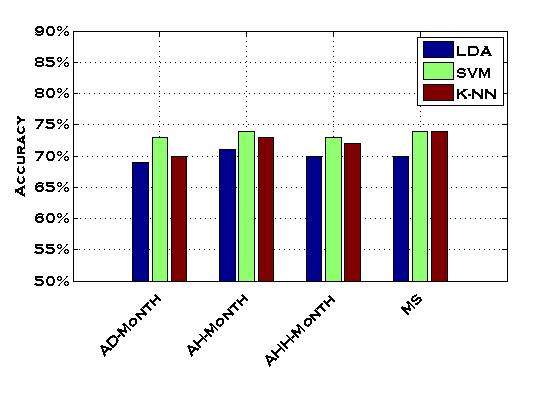 90%
85%
80%
75%
70%
65%
60%
55%
50%
Accuracy
LDA
SVM
K-NN
AD-Month
AH-Month
AHH-Month
MS